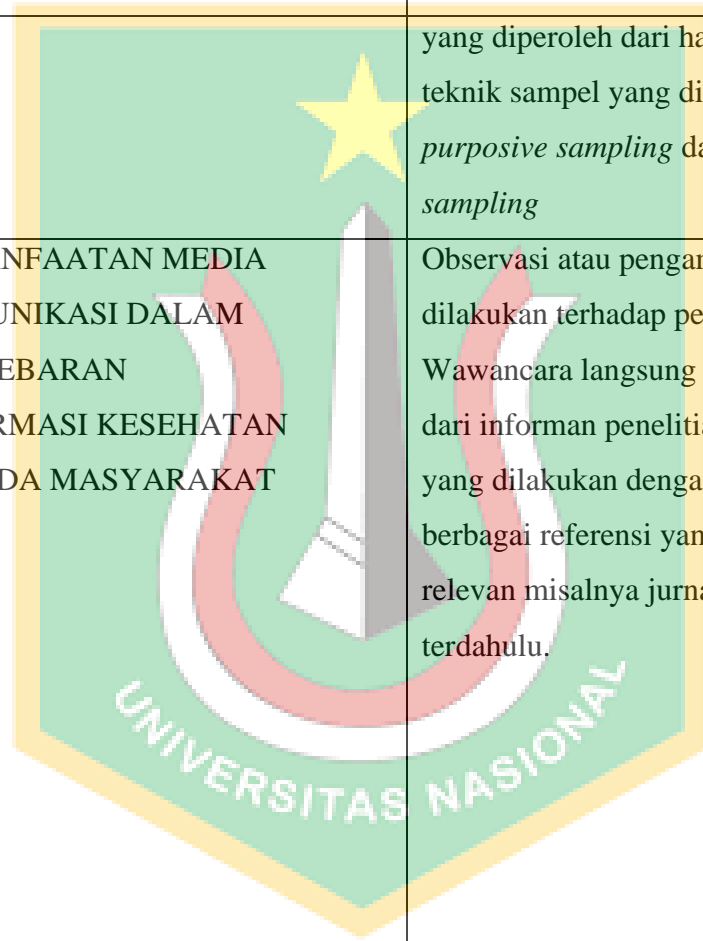 yang diperoleh dari ha
teknik sampel yang di
purposive sampling da
sampling
NFAATAN MEDIA
UNIKASI DALAM
EBARAN
RMASI KESEHATAN
DA MASYARAKAT
Observasi atau pengar
dilakukan terhadap pe
Wawancara langsung
dari informan penelitia
yang dilakukan denga
berbagai referensi yan
relevan misalnya jurna
terdahulu.
UNIVERSITAS NASIONAL